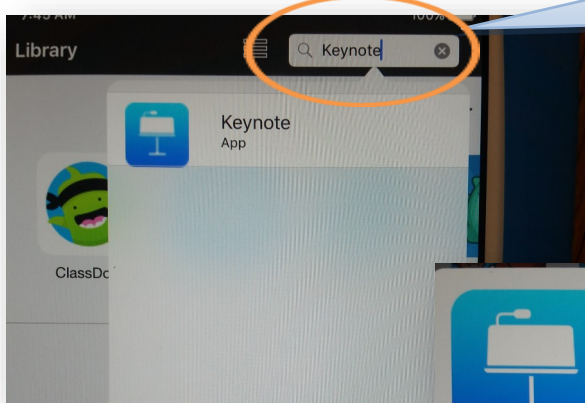 7:45 AM 100%
Library
Keynote
Keynote
App
ClassDo